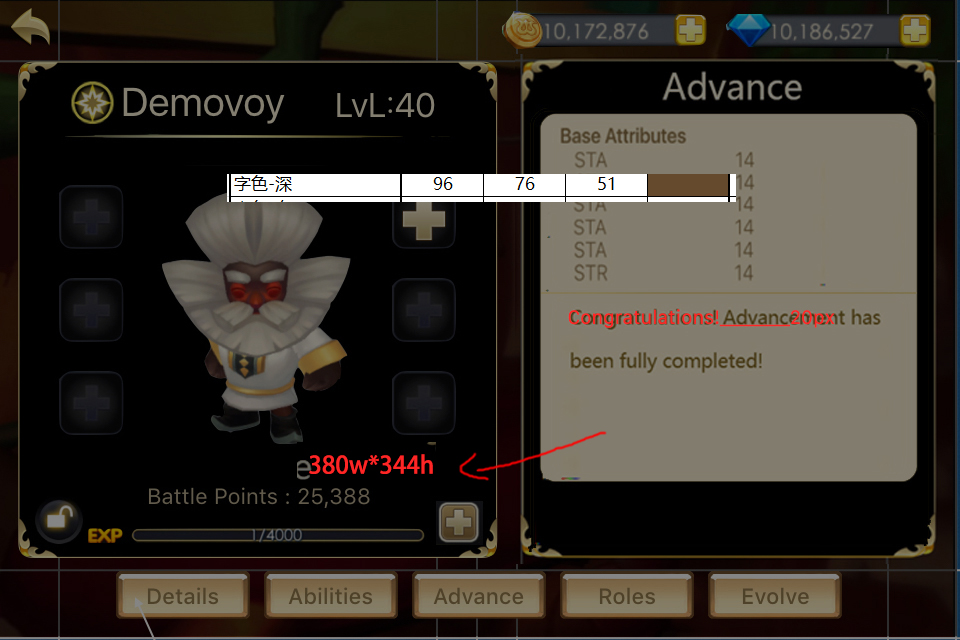 10,172,876
10,186,527
Demovoy LvL:40
Advance
Base Attributes
STA 14
字色-深 96 76 51
14
STA 14
STA 14
STA 14
STR 14
Congratulations! Advancement has
been fully completed!
380w*344h
Battle Points : 25,388
EXP 1/4000
Details Abilities Advance Roles Evolve